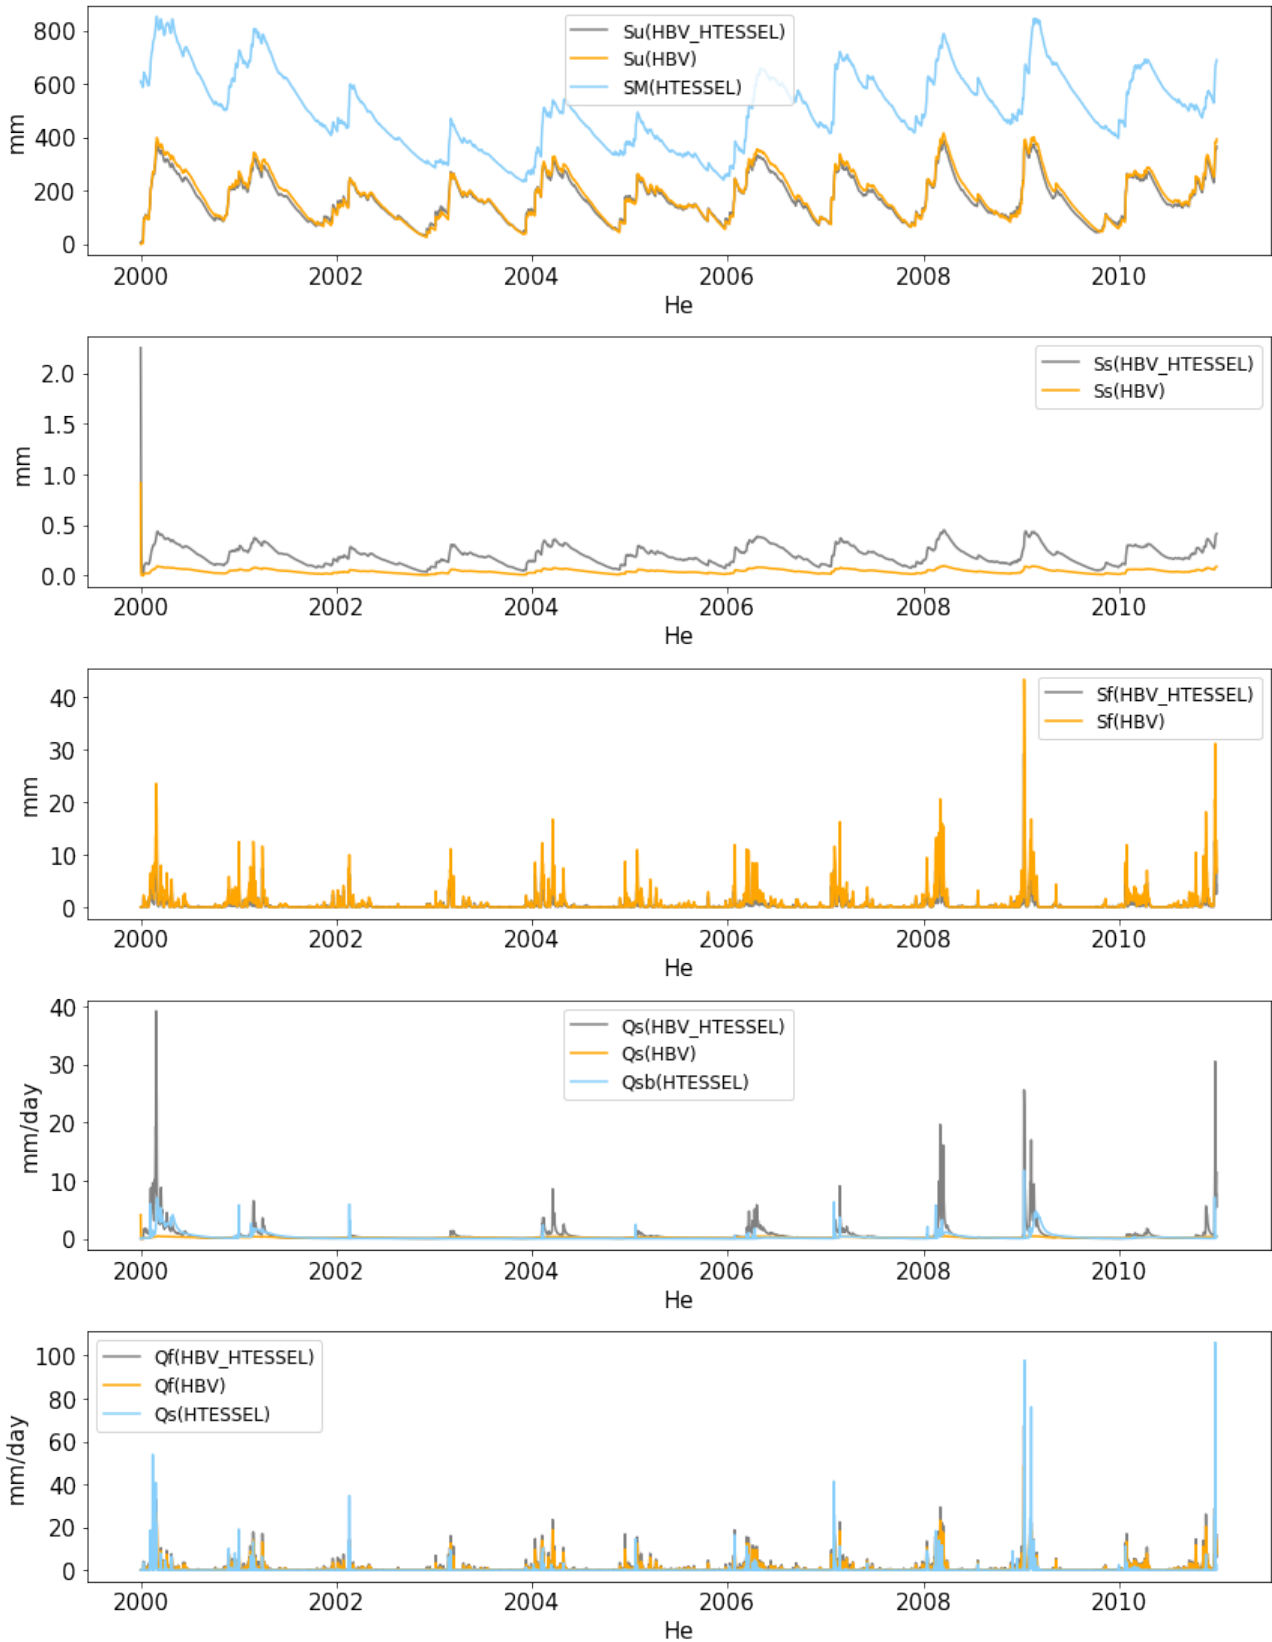 800
600
400
200
0
mm
Su(HBV_HTESSEL)
Su(HBV)
SM(HTESSEL)
2000 2002 2004 2006 2008 2010
He
2.0
1.5
1.0
0.5
0.0
mm
Ss(HBV_HTESSEL)
Ss(HBV)
2000 2002 2004 2006 2008 2010
He
40
30
20
10
0
mm
Sf(HBV_HTESSEL)
Sf(HBV)
2000 2002 2004 2006 2008 2010
He
40
30
20
10
0
mm/day
Qs(HBV_HTESSEL)
Qs(HBV)
Qsb(HTESSEL)
2000 2002 2004 2006 2008 2010
He
100
80
60
40
20
0
mm/day
Qf(HBV_HTESSEL)
Qf(HBV)
Qs(HTESSEL)
2000 2002 2004 2006 2008 2010
He